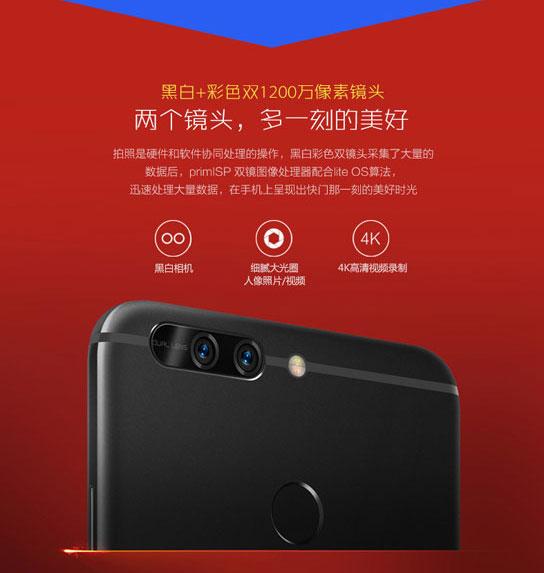 黑白+彩色双1200万像素镜头
两个镜头，多一刻的美好
拍照是硬件和软件协同处理的操作，黑白彩色双镜头采集了大量的
数据后，primISP 双镜图像处理器配合lite OS算法，
迅速处理大量数据，在手机上呈现出快门那一刻的美好时光
4K
黑白相机
细腻大光圈
人像照片/视频
4K高清视频录制
DUAL LENS